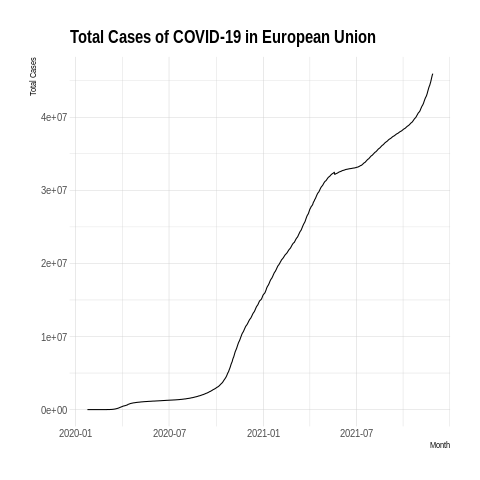 Total Cases of COVID-19 in European Union
Total Cases
4e+07
3e+07
2e+07
1e+07
0e+00
2020-01 2020-07 2021-01 2021-07
Month